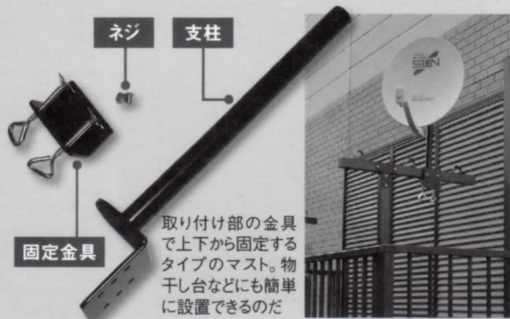 ネジ
支柱
固定金具
取り付け部の金具
で上下から固定する
タイプのマスト。物
干し台などにも簡単
に設置できるのだ